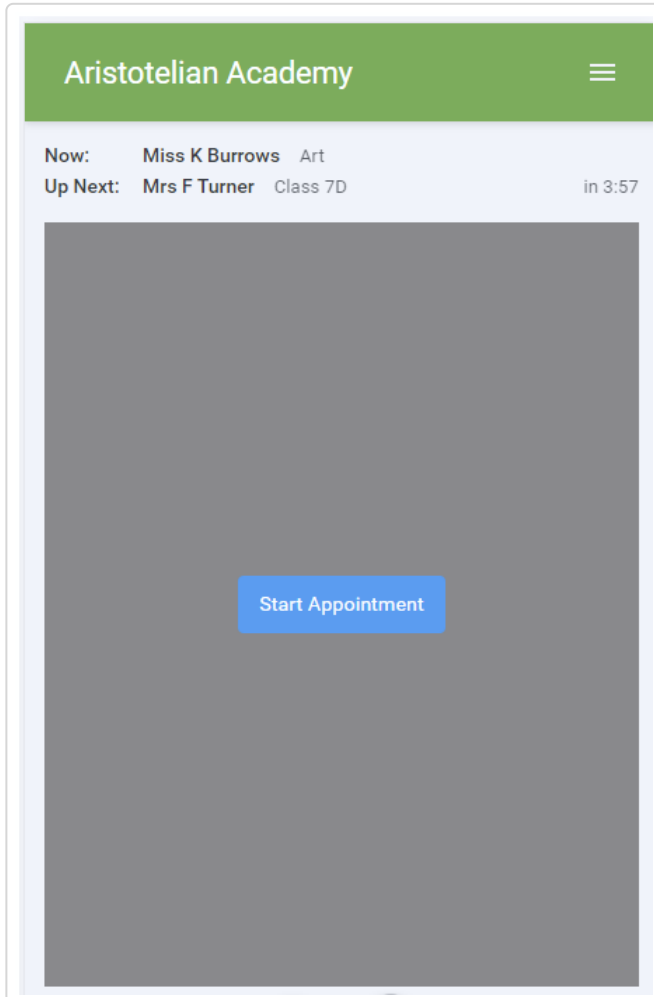 Aristotelian Academy
Now: Miss K Burrows Art
Up Next: Mrs F Turner Class 7D in 3:57
Start Appointment